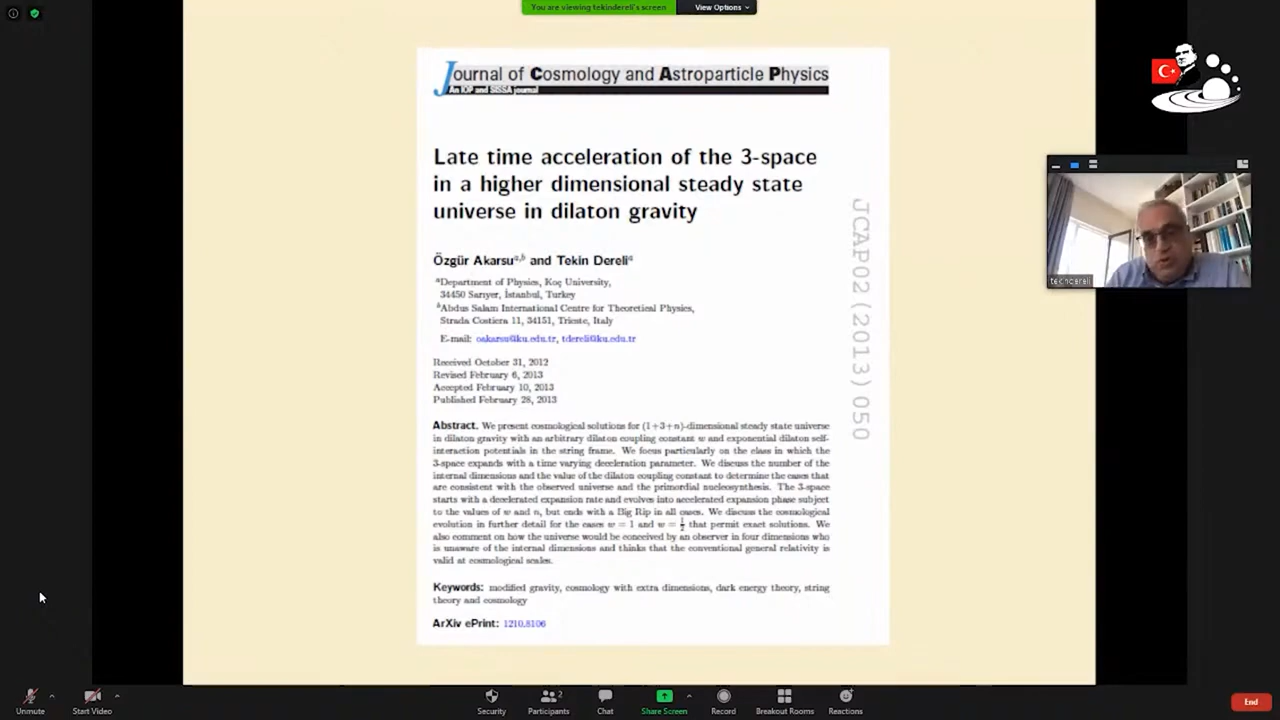 You are viewing tekindereli's screen
View Options
Journal of Cosmology and Astroparticle Physics
An IOP and SISSA journal
Late time acceleration of the 3-space
in a higher dimensional steady state
universe in dilaton gravity
Özgür Akarsuᵃ,ᵇ and Tekin Dereliᵃ
ᵃDepartment of Physics, Koç University,
34450 Sarıyer, İstanbul, Turkey
ᵇAbdus Salam International Centre for Theoretical Physics,
Strada Costiera 11, 34151, Trieste, Italy
E-mail: oakarsu@ku.edu.tr, tdereli@ku.edu.tr
Received October 31, 2012
Revised February 6, 2013
Accepted February 10, 2013
Published February 28, 2013
Abstract. We present cosmological solutions for (1+3+n)-dimensional steady state universe
in dilaton gravity with an arbitrary dilaton coupling constant w and exponential dilaton self-
interaction potentials in the string frame. We focus particularly on the class in which the
3-space expands with a time varying deceleration parameter. We discuss the number of the
internal dimensions and the value of the dilaton coupling constant to determine the cases that
are consistent with the observed universe and the primordial nucleosynthesis. The 3-space
starts with a decelerated expansion rate and evolves into accelerated expansion phase subject
to the values of w and n, but ends with a Big Rip in all cases. We discuss the cosmological
evolution in further detail for the cases w = 1 and w = 1/2 that permit exact solutions. We
also comment on how the universe would be conceived by an observer in four dimensions who
is unaware of the internal dimensions and thinks that the conventional general relativity is
valid at cosmological scales.
Keywords: modified gravity, cosmology with extra dimensions, dark energy theory, string
theory and cosmology
ArXiv ePrint: 1210.8106
JCAP02 (2013) 050
tekindereli
Unmute
Start Video
Security
Participants
2
Chat
Share Screen
Record
Breakout Rooms
Reactions
End